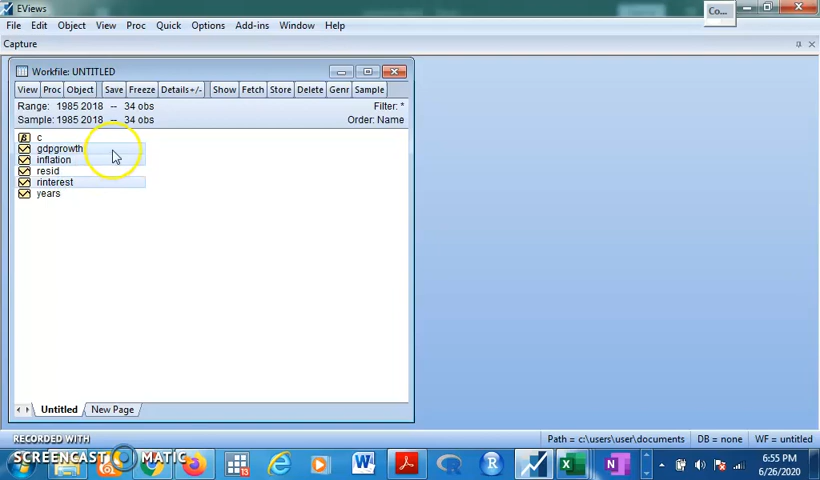 EViews
Co...
File Edit Object View Proc Quick Options Add-ins Window Help
Capture
Workfile: UNTITLED
View Proc Object Save Freeze Details+/- Show Fetch Store Delete Genr Sample
Range: 1985 2018 -- 34 obs Filter: *
Sample: 1985 2018 -- 34 obs Order: Name
c
gdpgrowth
inflation
resid
rinterest
years
Untitled New Page
RECORDED WITH
SCREENCAST MATIC
Path = c:\users\user\documents DB = none WF = untitled
6:55 PM
6/26/2020